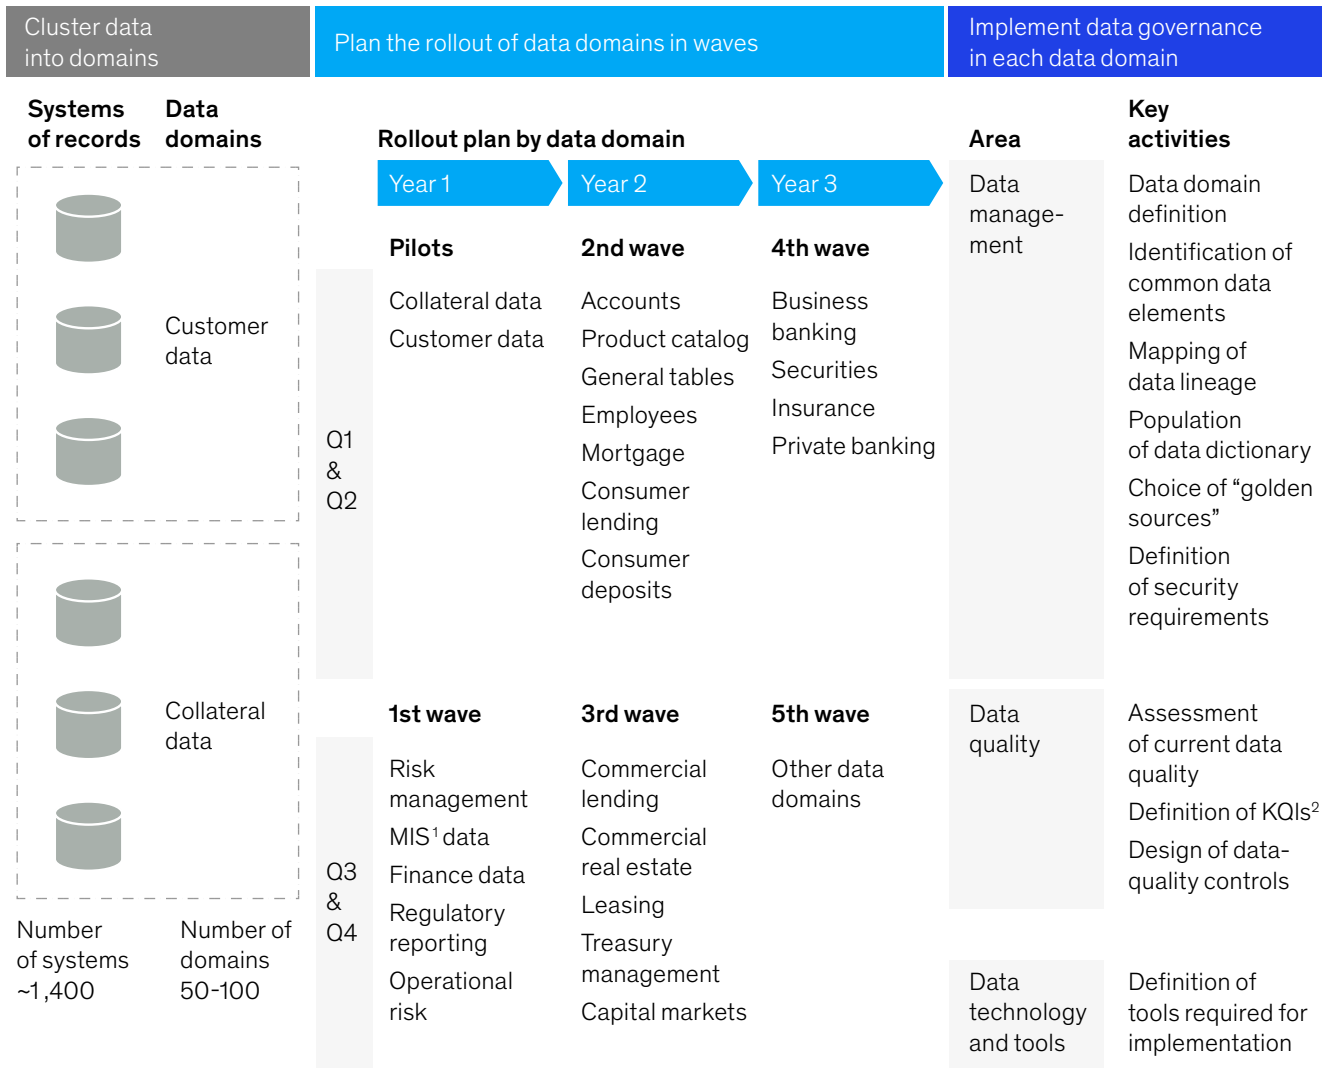 Cluster data
into domains
Plan the rollout of data domains in waves
Implement data governance
in each data domain
Systems
of records
Data
domains
Customer
data
Collateral
data
Number
of systems
~1,400
Number of
domains
50-100
Rollout plan by data domain
Year 1
Year 2
Year 3
Q1
&
Q2
Pilots
Collateral data
Customer data
2nd wave
Accounts
Product catalog
General tables
Employees
Mortgage
Consumer
lending
Consumer
deposits
4th wave
Business
banking
Securities
Insurance
Private banking
Q3
&
Q4
1st wave
Risk
management
MIS¹ data
Finance data
Regulatory
reporting
Operational
risk
3rd wave
Commercial
lending
Commercial
real estate
Leasing
Treasury
management
Capital markets
5th wave
Other data
domains
Area
Key
activities
Data
manage-
ment
Data domain
definition
Identification of
common data
elements
Mapping of
data lineage
Population
of data dictionary
Choice of “golden
sources”
Definition
of security
requirements
Data
quality
Assessment
of current data
quality
Definition of KQIs²
Design of data-
quality controls
Data
technology
and tools
Definition of
tools required for
implementation